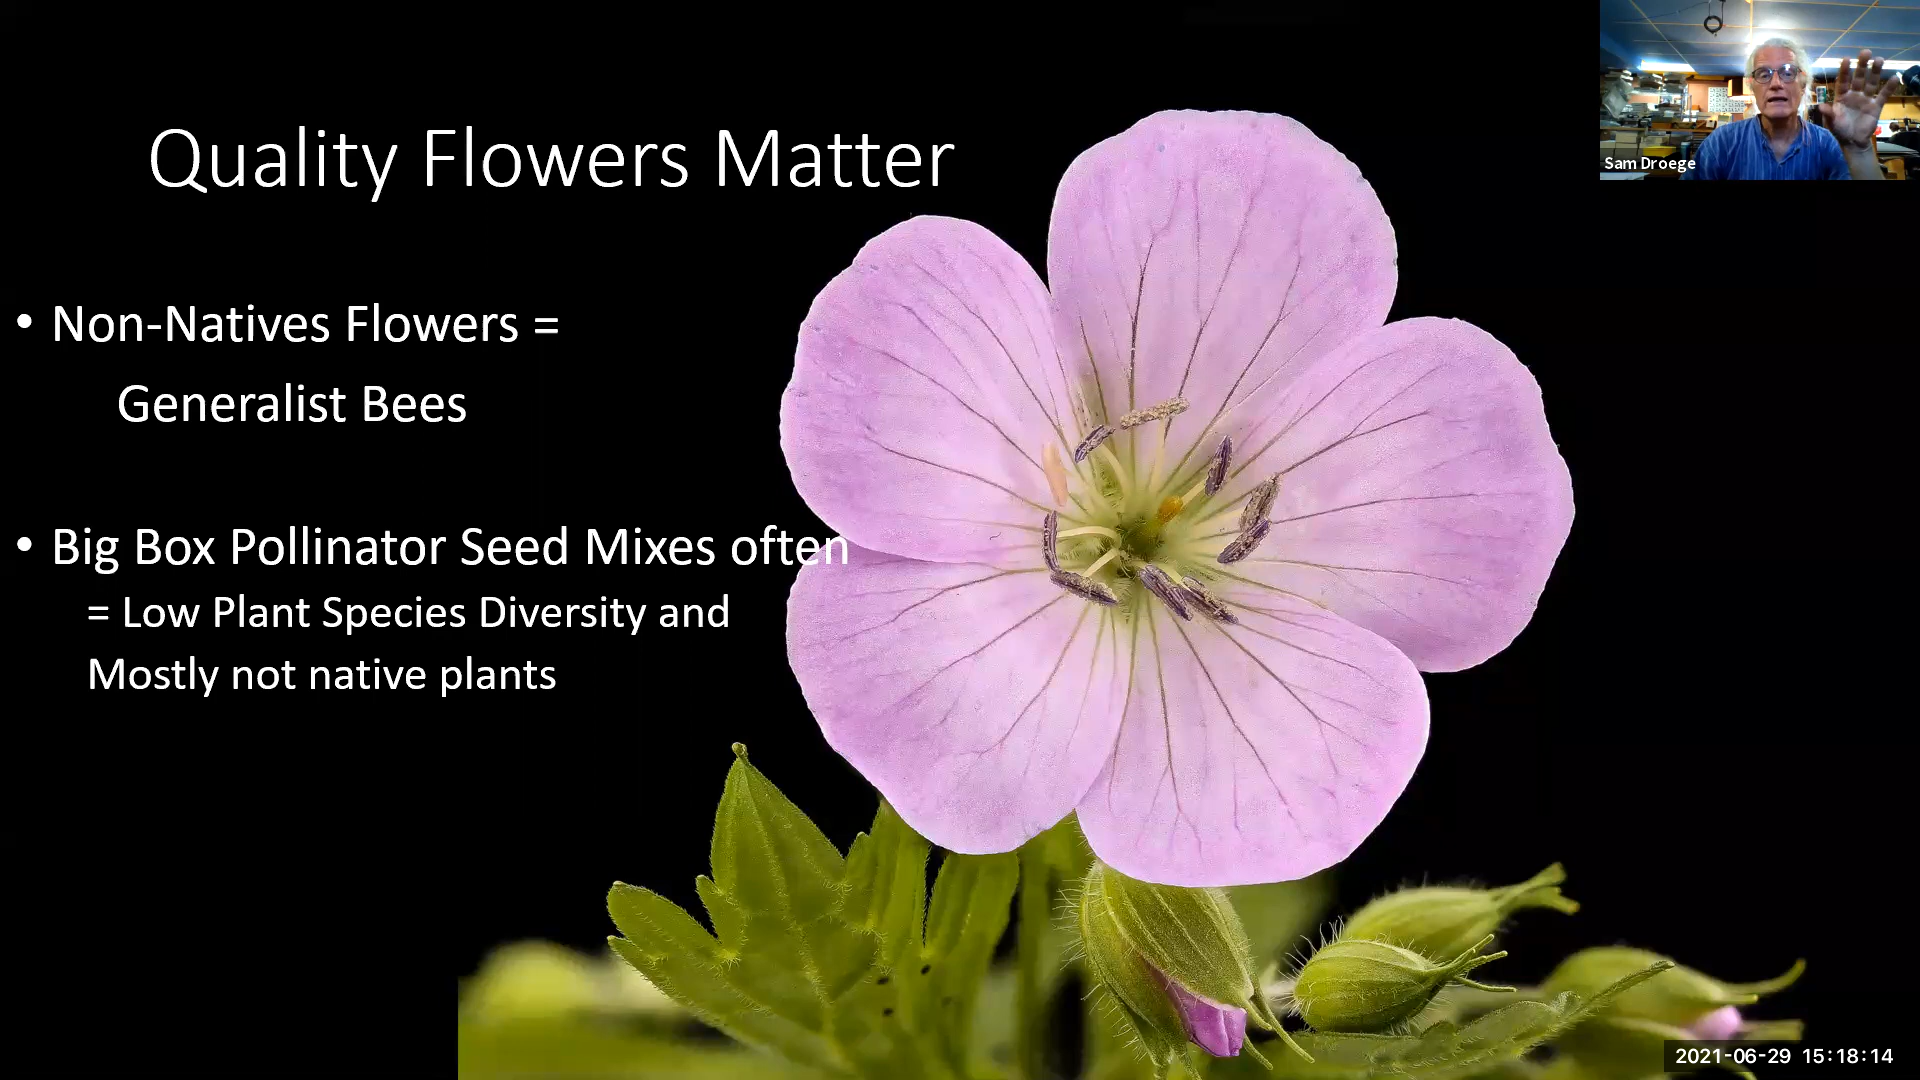 Quality Flowers Matter
• Non-Natives Flowers =
Generalist Bees
• Big Box Pollinator Seed Mixes often
= Low Plant Species Diversity and
Mostly not native plants
Sam Droege
2021-06-29 15:18:14